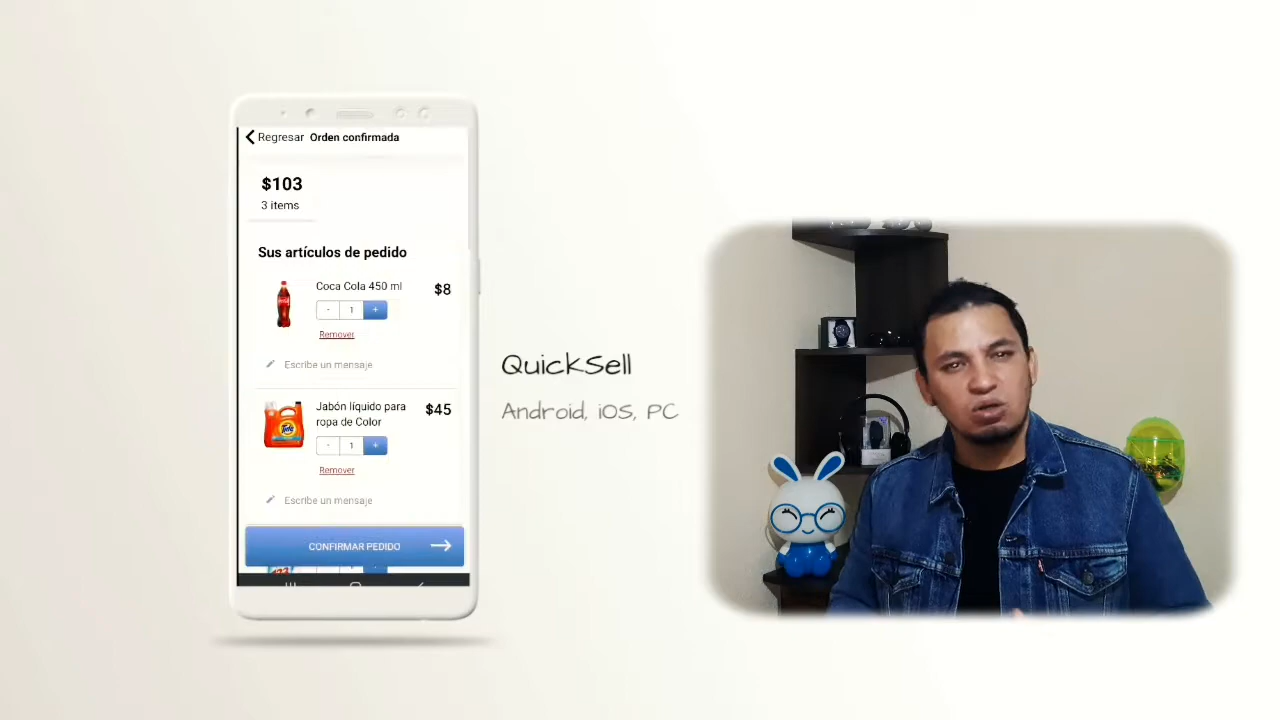 Regresar Orden confirmada
$103
3 items
Sus artículos de pedido
Coca Cola 450 ml $8
- 1 +
Remover
Escribe un mensaje
Jabón líquido para $45
ropa de Color
- 1 +
Remover
Escribe un mensaje
CONFIRMAR PEDIDO
QuickSell
Android, iOS, PC
Tide